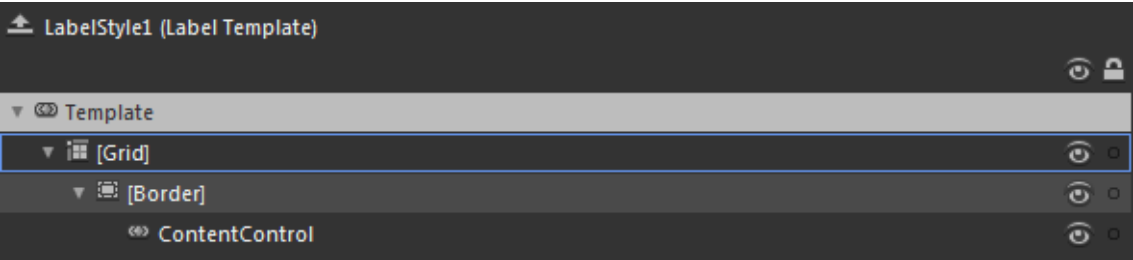 LabelStyle1 (Label Template)
Template
[Grid]
[Border]
ContentControl